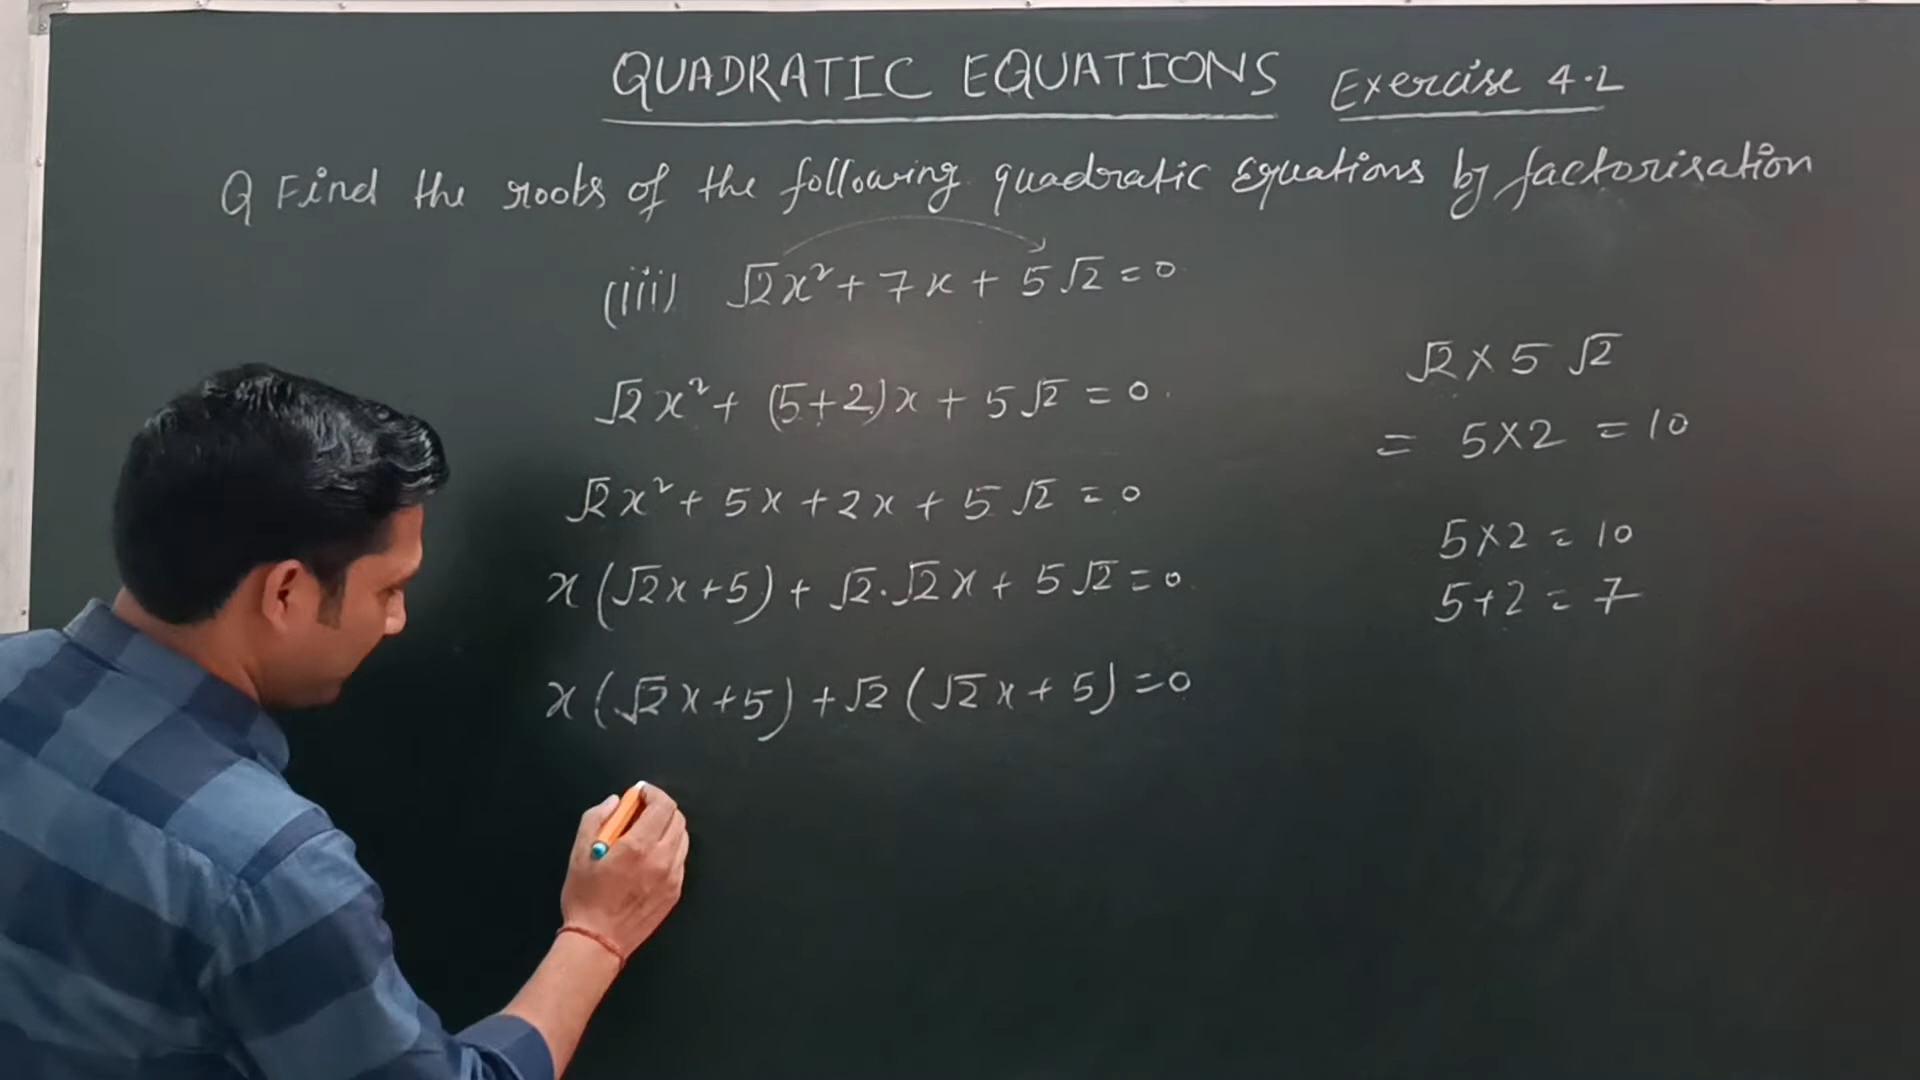 QUADRATIC EQUATIONS Exercise 4.2
Q Find the roots of the following quadratic Equations by factorisation
(iii) √2x² + 7x + 5√2 = 0
√2x² + (5+2)x + 5√2 = 0.
√2x² + 5x + 2x + 5√2 = 0
x(√2x+5) + √2.√2x + 5√2 = 0.
x(√2x+5) + √2(√2x+5) = 0
√2 × 5√2
= 5×2 = 10
5×2 = 10
5+2 = 7